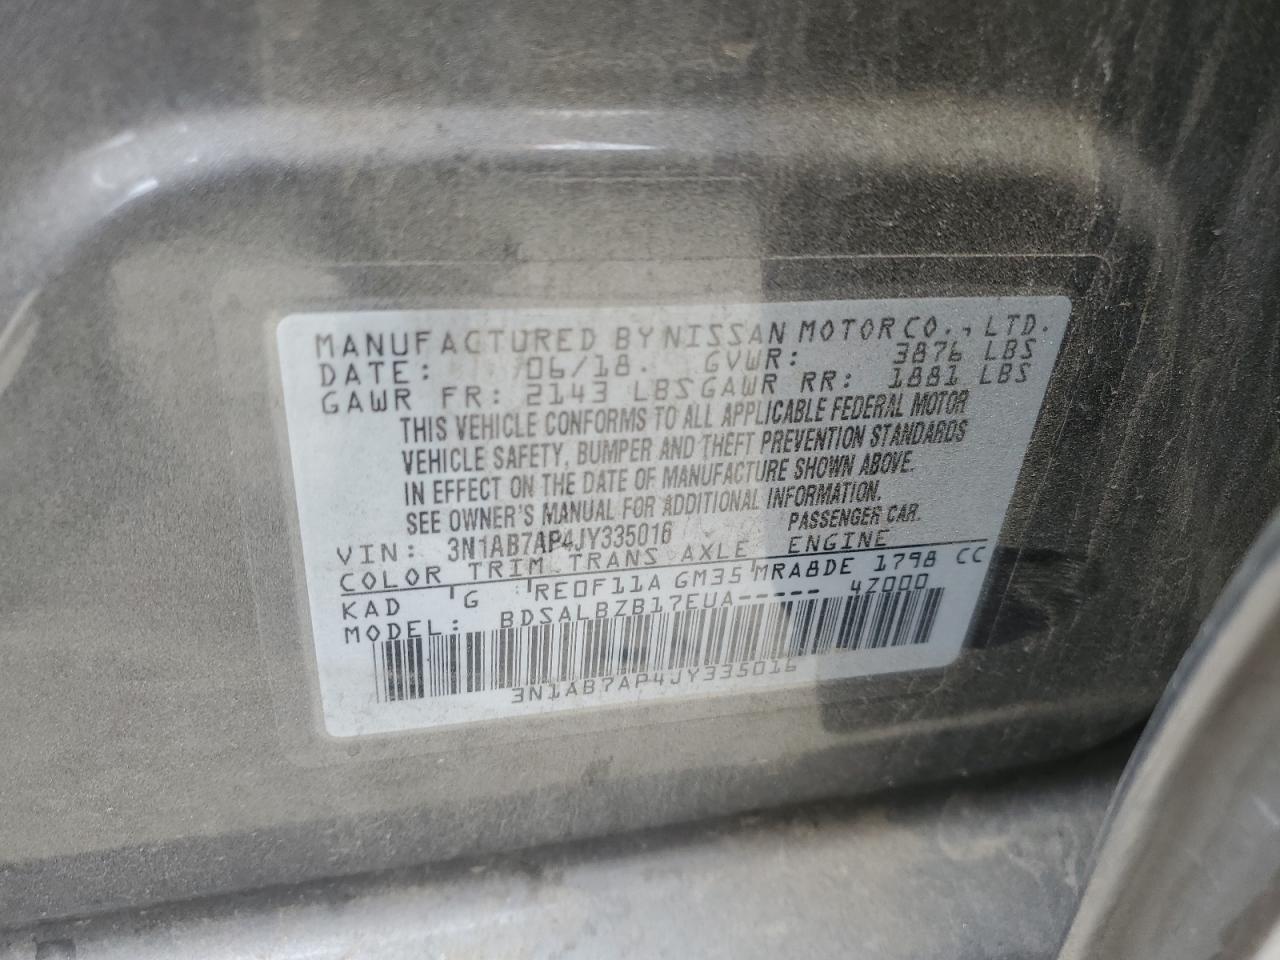 MANUFACTURED BY NISSAN MOTOR CO., LTD.
DATE: 06/18. GVWR: 3876 LBS
GAWR FR: 2143 LBS GAWR RR: 1881 LBS
THIS VEHICLE CONFORMS TO ALL APPLICABLE FEDERAL MOTOR
VEHICLE SAFETY, BUMPER AND THEFT PREVENTION STANDARDS
IN EFFECT ON THE DATE OF MANUFACTURE SHOWN ABOVE.
SEE OWNER'S MANUAL FOR ADDITIONAL INFORMATION.
VIN: 3N1AB7AP4JY335016 PASSENGER CAR.
COLOR TRIM TRANS AXLE ENGINE
KAD G RE0F11A GM35 MRA8DE 1798 CC
MODEL: BDSALBZB17EUA----- 4Z000
3N1AB7AP4JY335016